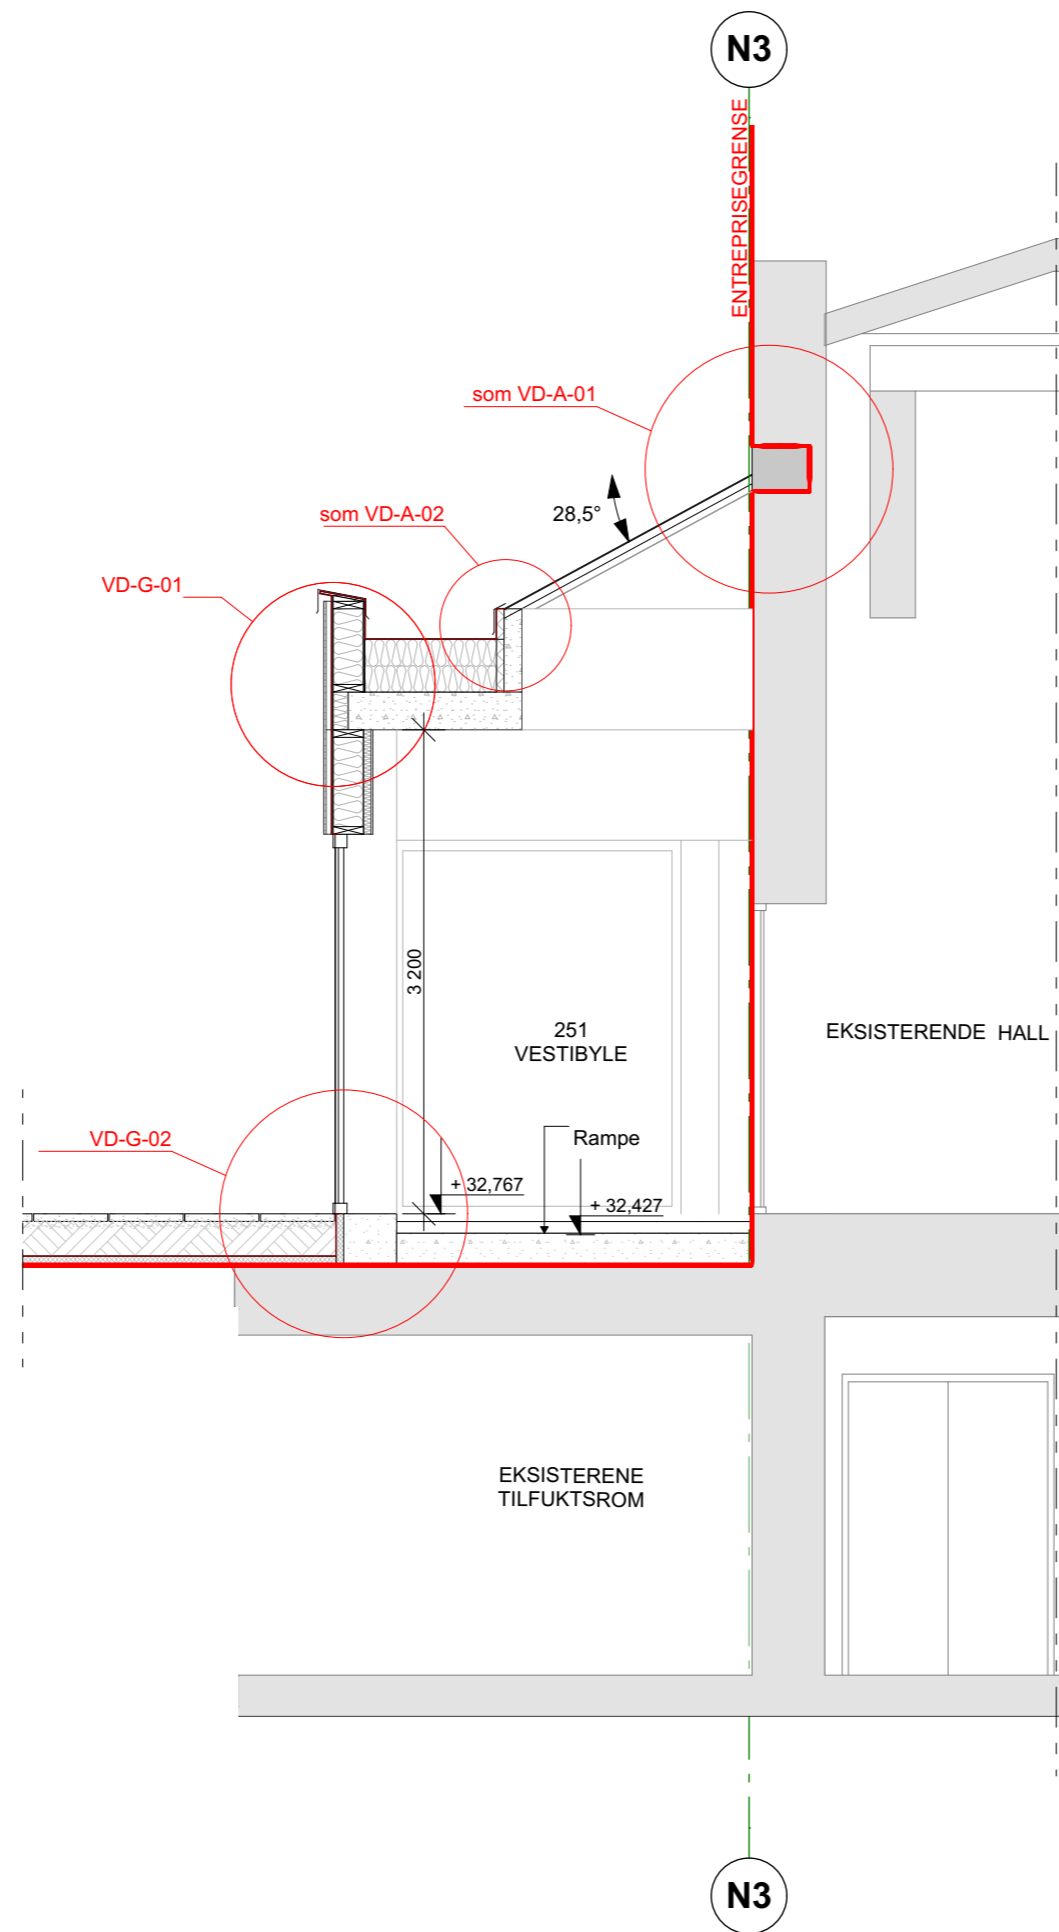 N3
ENTREPRISEGRENSE
som VD-A-01
28,5°
som VD-A-02
VD-G-01
3 200
251
VESTIBYLE
EKSISTERENDE HALL
VD-G-02
Rampe
+ 32,767
+ 32,427
EKSISTERENE
TILFUKTSROM
N3